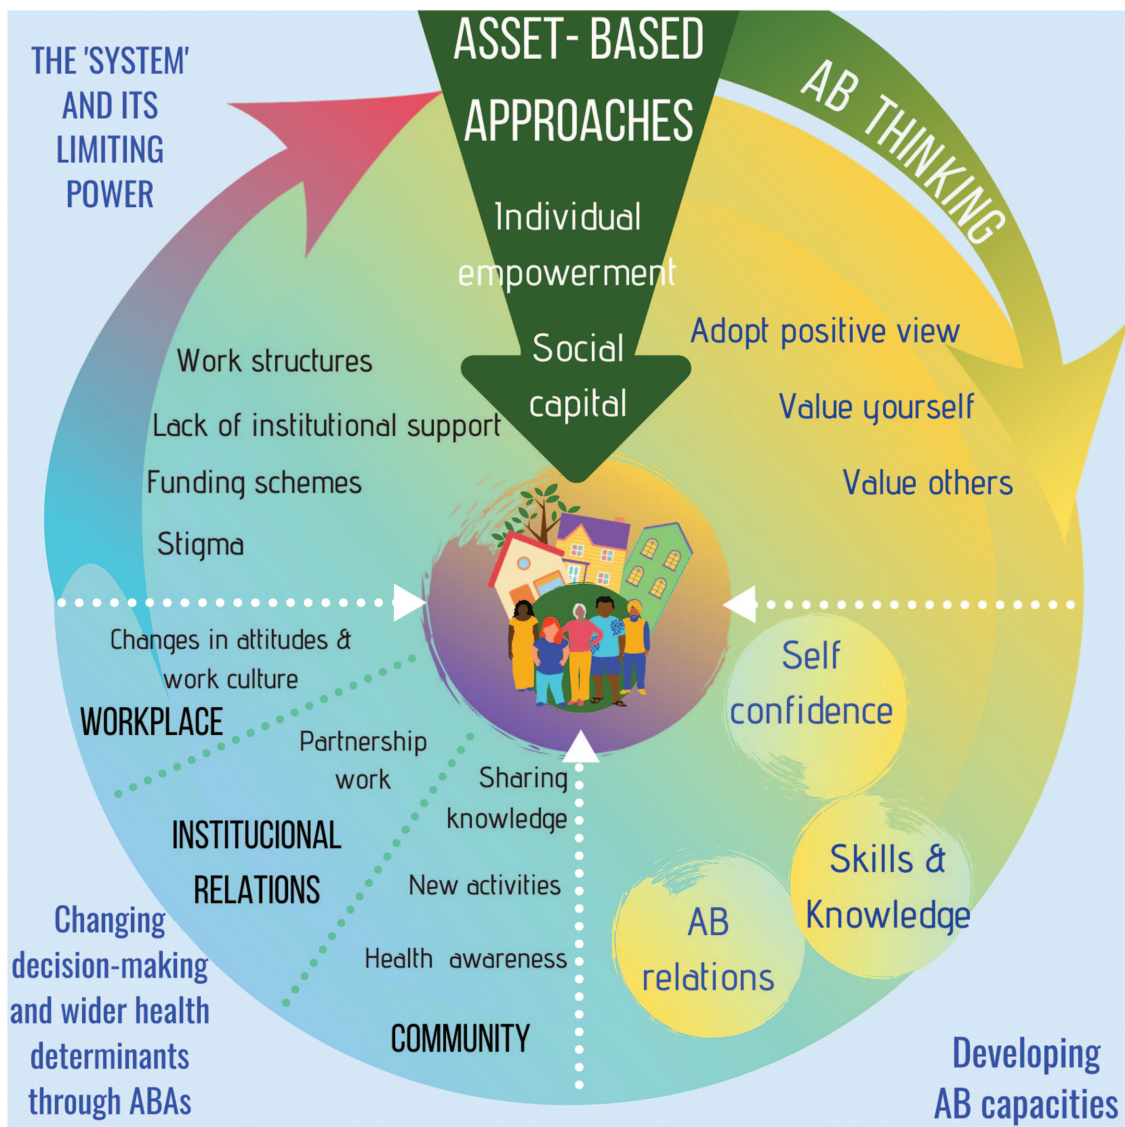 ASSET- BASED
APPROACHES
Individual
empowerment
Social
capital
AB THINKING
Adopt positive view
Value yourself
Value others
Self
confidence
Skills &
Knowledge
AB
relations
Developing
AB capacities
Sharing
knowledge
New activities
Health awareness
COMMUNITY
Partnership
work
INSTITUCIONAL
RELATIONS
Changes in attitudes &
work culture
WORKPLACE
Changing
decision-making
and wider health
determinants
through ABAs
THE 'SYSTEM'
AND ITS
LIMITING
POWER
Work structures
Lack of institutional support
Funding schemes
Stigma